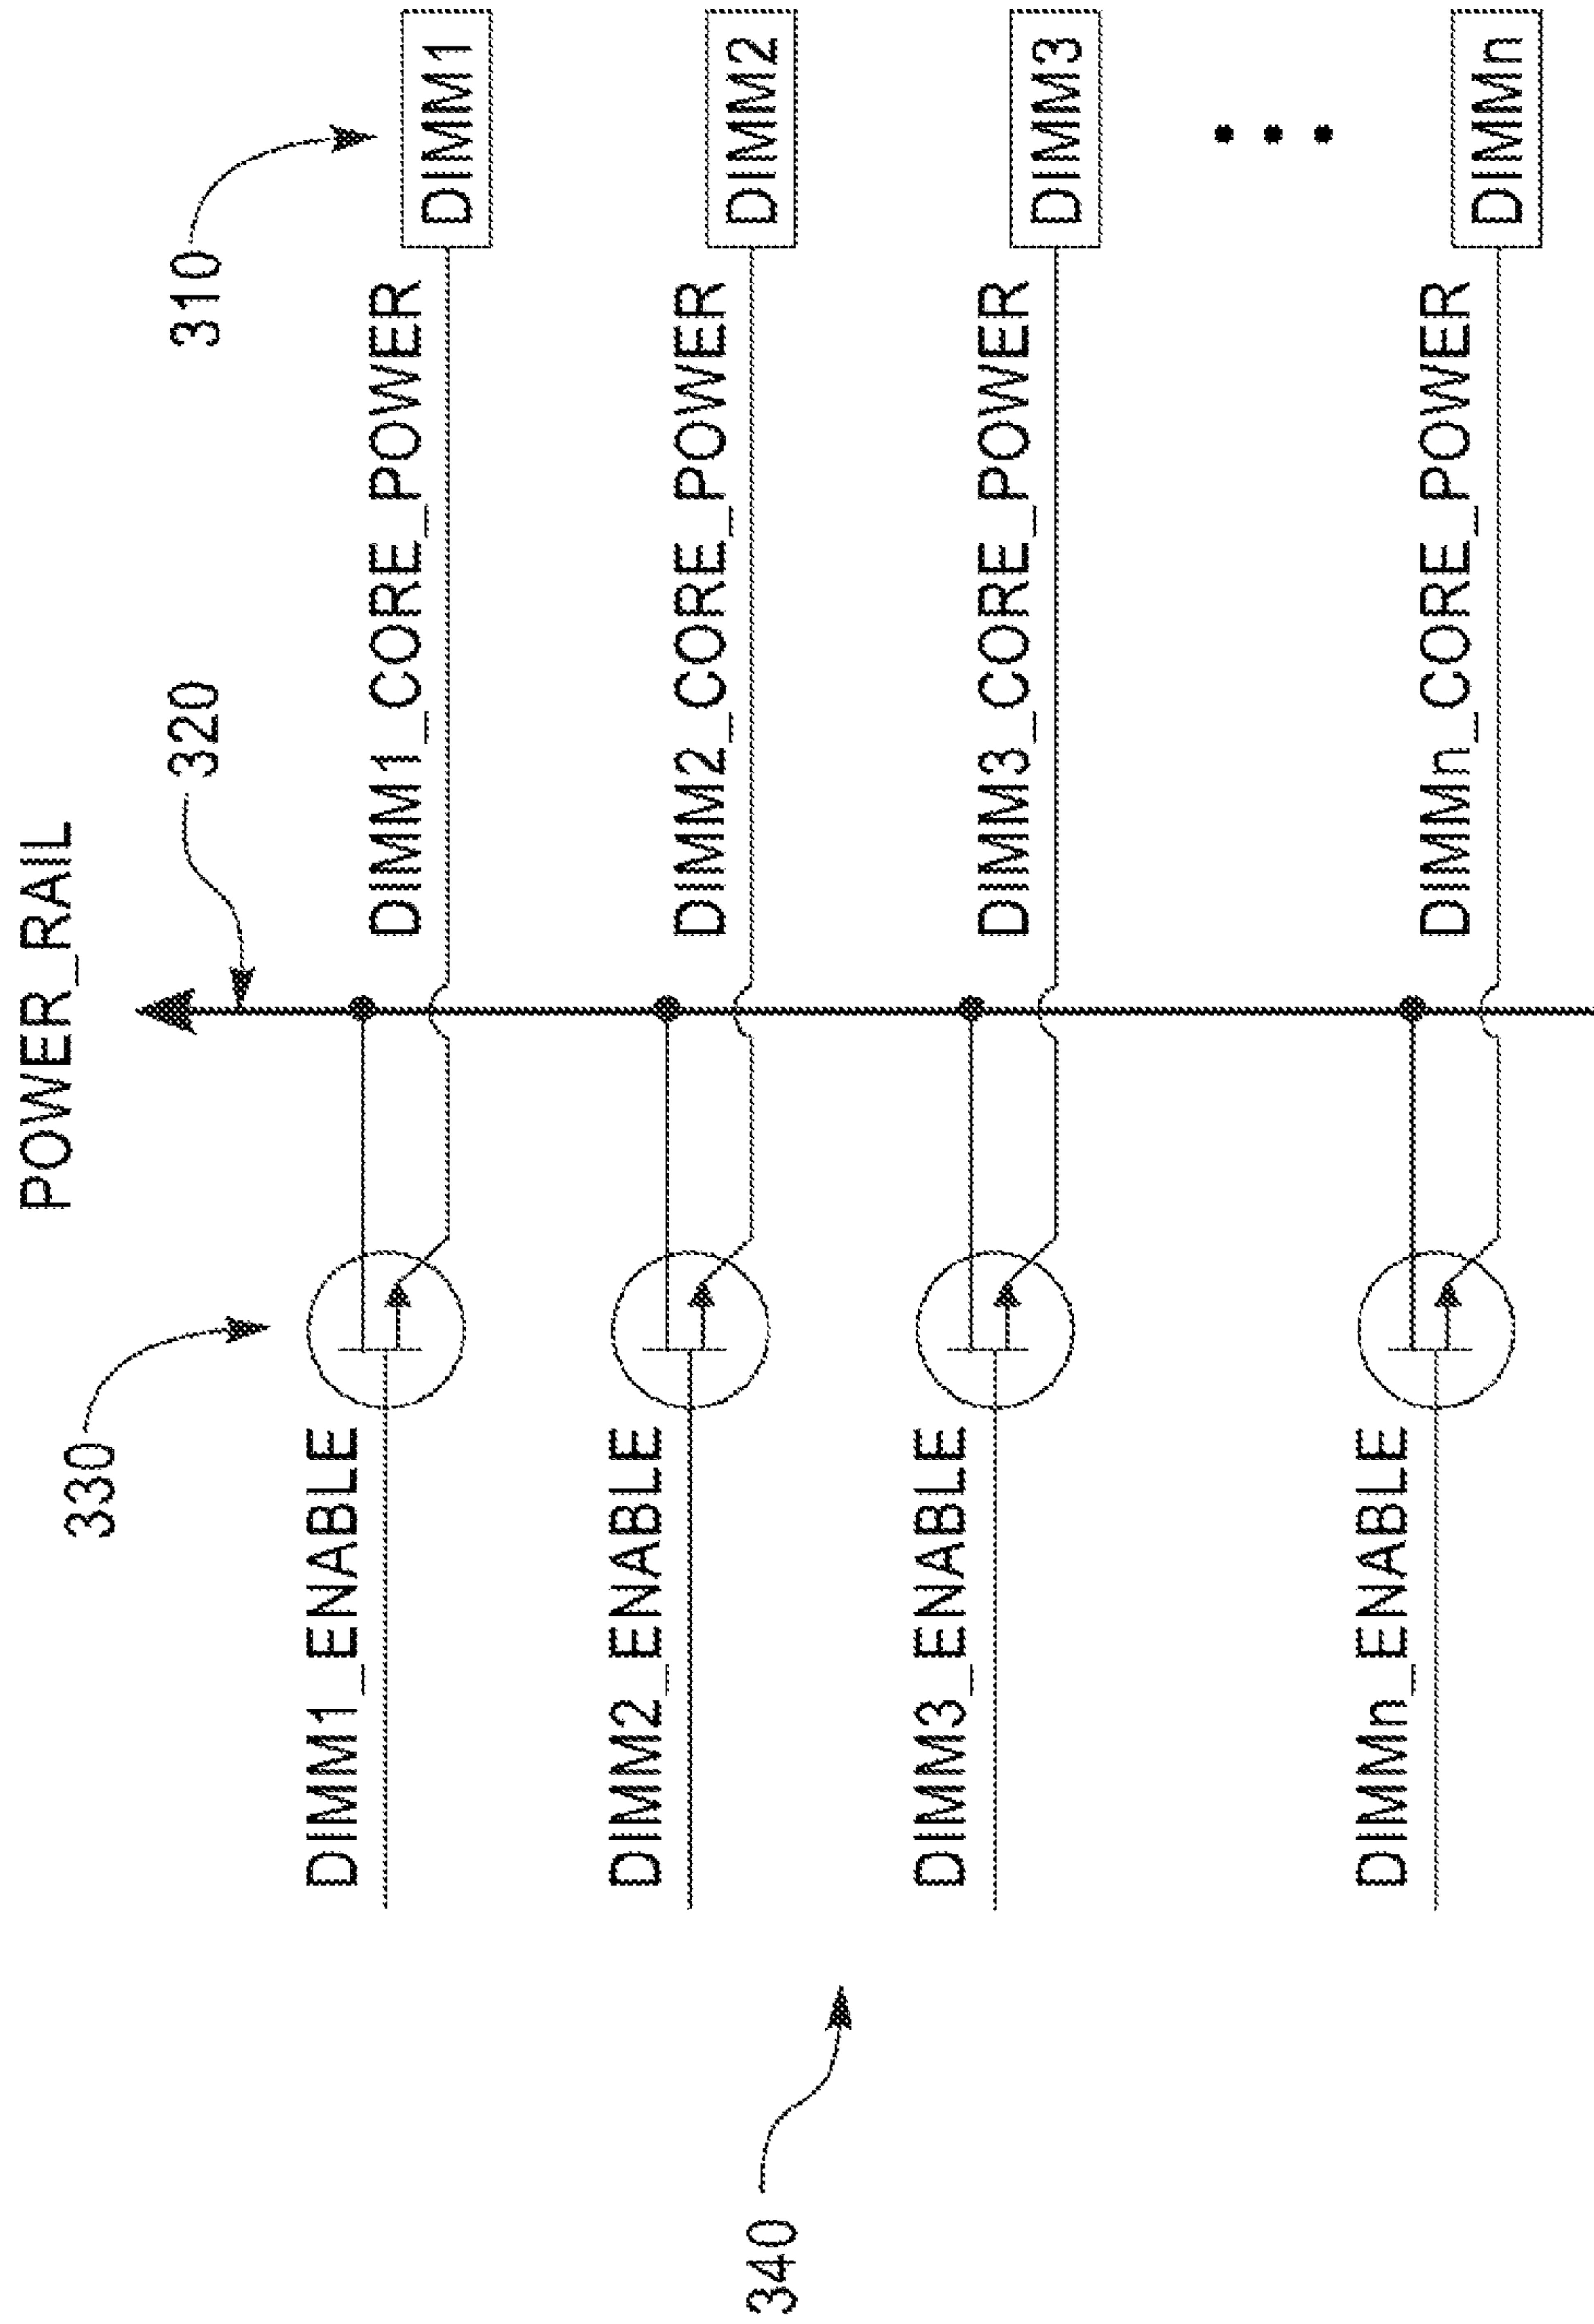 POWER_RAIL
320
310
330
340
DIMM1_ENABLE
DIMM1_CORE_POWER
DIMM1
DIMM2_ENABLE
DIMM2_CORE_POWER
DIMM2
DIMM3_ENABLE
DIMM3_CORE_POWER
DIMM3
DIMMn_ENABLE
DIMMn_CORE_POWER
DIMMn